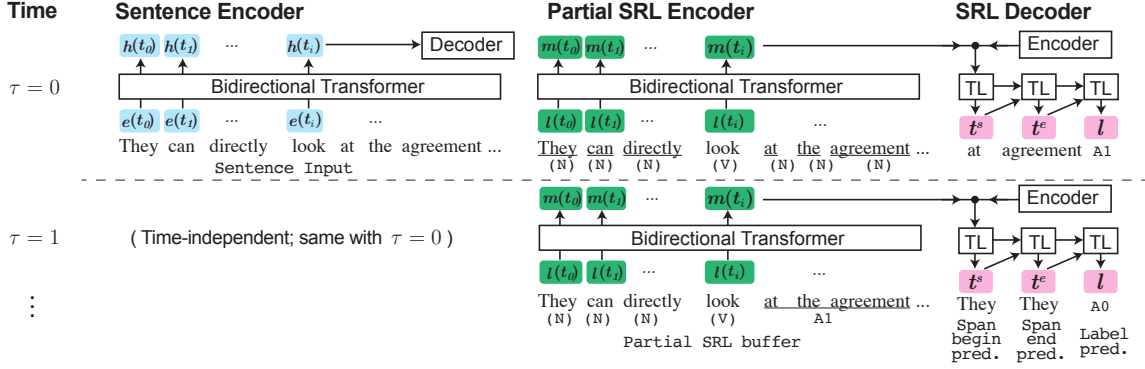 Time Sentence Encoder Partial SRL Encoder SRL Decoder
h(t0) h(t1) ... h(ti) Decoder m(t0) m(t1) ... m(ti) Encoder
τ = 0 Bidirectional Transformer Bidirectional Transformer TL TL TL
e(t0) e(t1) ... e(ti) l(t0) l(t1) ... l(ti) ... t^s t^e l
They can directly look at the agreement ... They can directly look at the agreement ... at agreement A1
Sentence Input (N) (N) (N) (V) (N) (N) (N)
m(t0) m(t1) ... m(ti) Encoder
τ = 1 ( Time-independent; same with τ = 0 ) Bidirectional Transformer TL TL TL
l(t0) l(t1) ... l(ti) ... t^s t^e l
⋮ They can directly look at the agreement ... They They A0
(N) (N) (N) (V) A1
Partial SRL buffer
Span begin pred.
Span end pred.
Label pred.